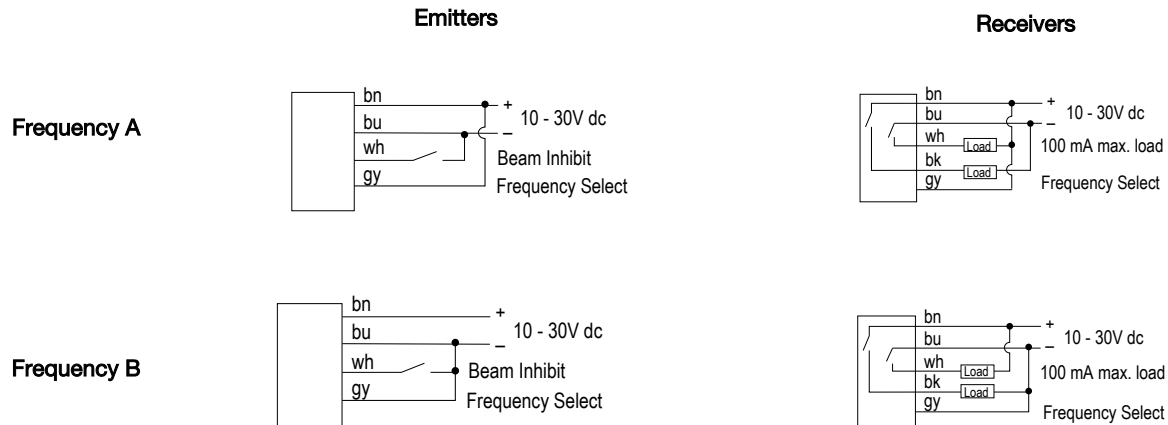 Emitters
Receivers
Frequency A
bn
+
10 - 30V dc
bu
–
wh
Beam Inhibit
gy
Frequency Select
bn
+
10 - 30V dc
bu
–
wh
Load
100 mA max. load
bk
Load
gy
Frequency Select
Frequency B
bn
+
10 - 30V dc
bu
–
wh
Beam Inhibit
gy
Frequency Select
bn
+
10 - 30V dc
bu
–
wh
Load
100 mA max. load
bk
Load
gy
Frequency Select